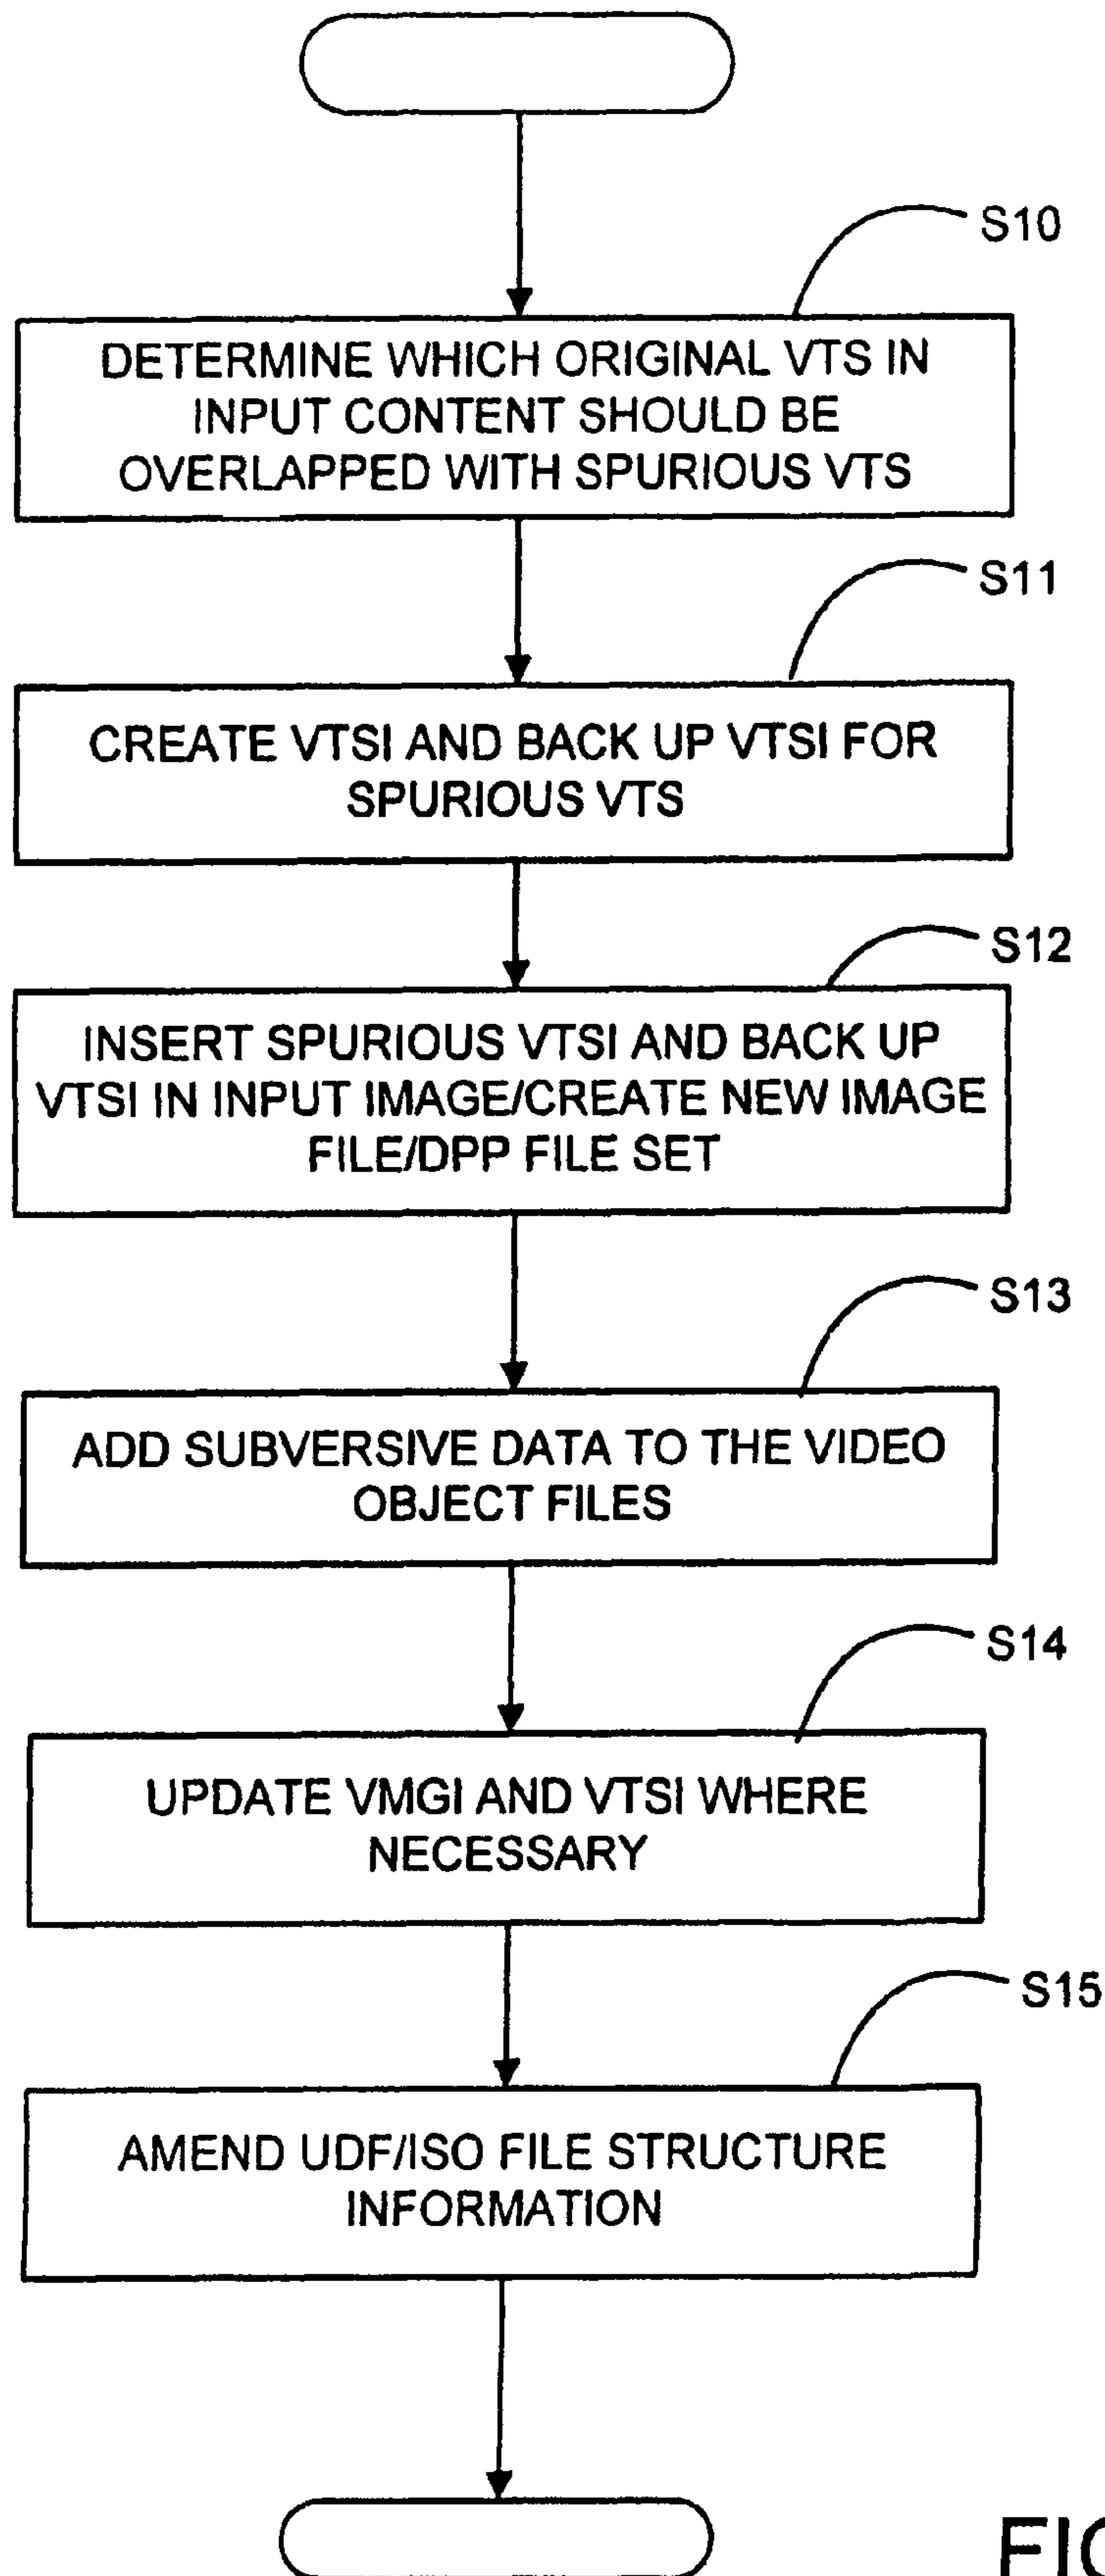 S10
DETERMINE WHICH ORIGINAL VTS IN
INPUT CONTENT SHOULD BE
OVERLAPPED WITH SPURIOUS VTS
S11
CREATE VTSI AND BACK UP VTSI FOR
SPURIOUS VTS
S12
INSERT SPURIOUS VTSI AND BACK UP
VTSI IN INPUT IMAGE/CREATE NEW IMAGE
FILE/DPP FILE SET
S13
ADD SUBVERSIVE DATA TO THE VIDEO
OBJECT FILES
S14
UPDATE VMGI AND VTSI WHERE
NECESSARY
S15
AMEND UDF/ISO FILE STRUCTURE
INFORMATION